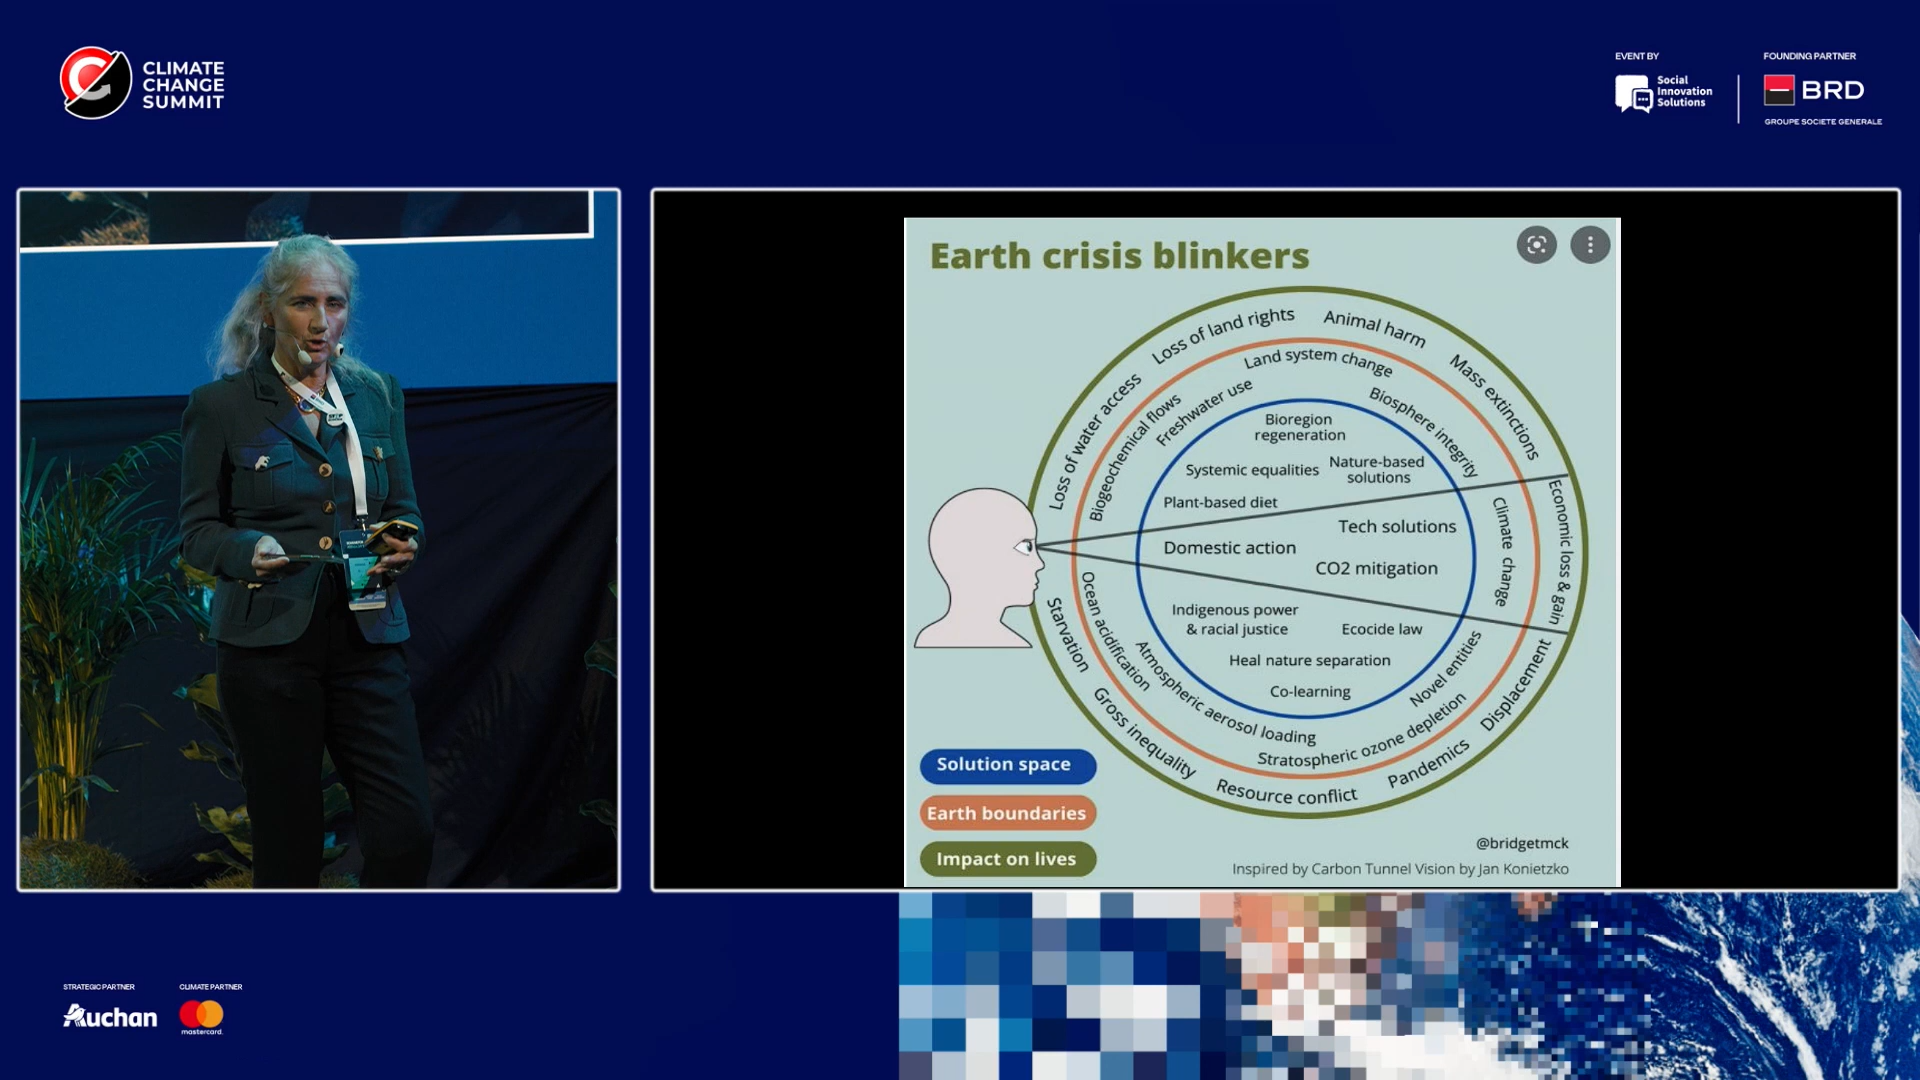 CLIMATE
CHANGE
SUMMIT
EVENT BY
Social
Innovation
Solutions
FOUNDING PARTNER
BRD
GROUPE SOCIETE GENERALE
Earth crisis blinkers
Loss of water access
Loss of land rights
Animal harm
Mass extinctions
Economic loss & gain
Displacement
Pandemics
Resource conflict
Gross inequality
Starvation
Biogeochemical flows
Freshwater use
Land system change
Biosphere integrity
Climate change
Novel entities
Stratospheric ozone depletion
Atmospheric aerosol loading
Ocean acidification
Bioregion
regeneration
Systemic equalities
Nature-based
solutions
Plant-based diet
Tech solutions
Domestic action
CO2 mitigation
Indigenous power
& racial justice
Ecocide law
Heal nature separation
Co-learning
Solution space
Earth boundaries
Impact on lives
@bridgetmck
Inspired by Carbon Tunnel Vision by Jan Konietzko
STRATEGIC PARTNER
Auchan
CLIMATE PARTNER
mastercard.